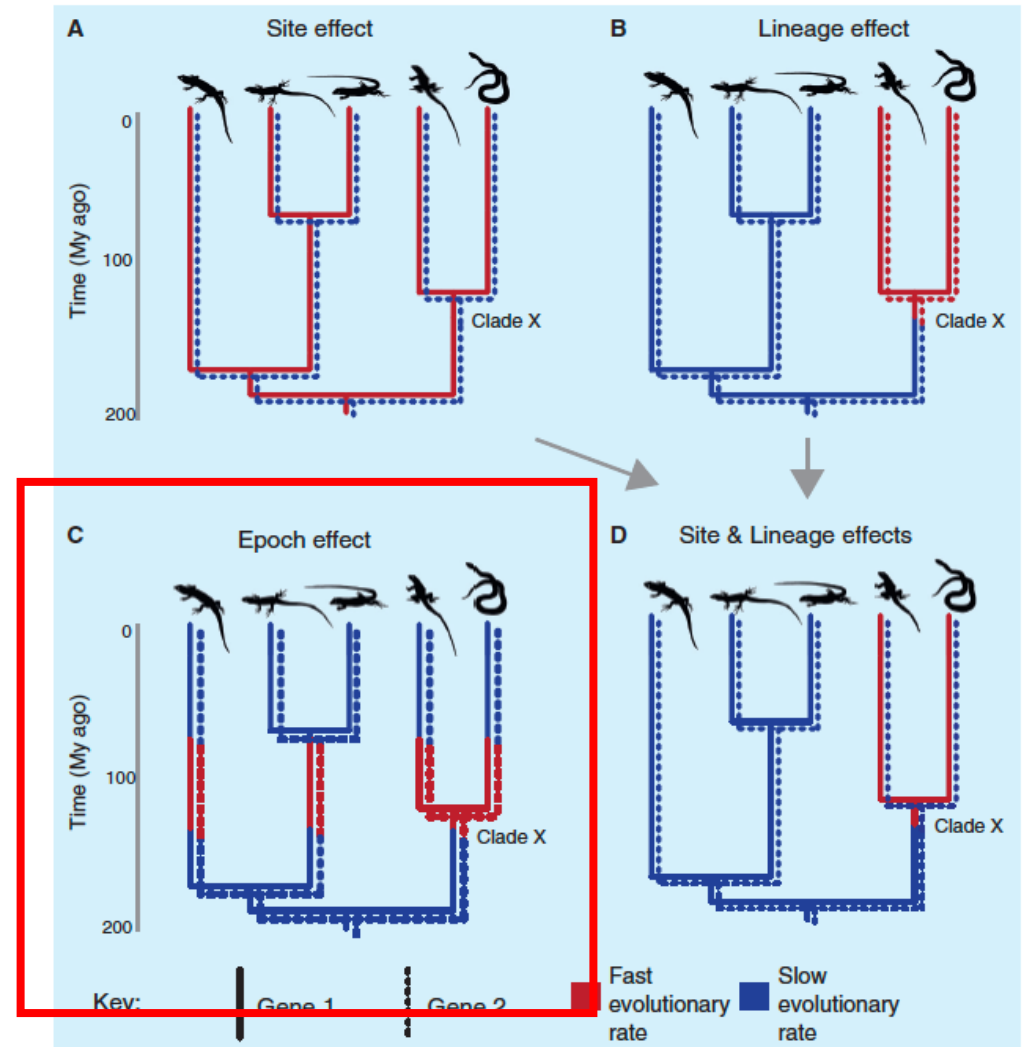 A
Site effect
B
Lineage effect
0
100
200
Time (My ago)
Clade X
Clade X
C
Epoch effect
D
Site & Lineage effects
0
100
200
Time (My ago)
Clade X
Clade X
Key:
Gene 1
Gene 2
Fast
evolutionary
rate
Slow
evolutionary
rate